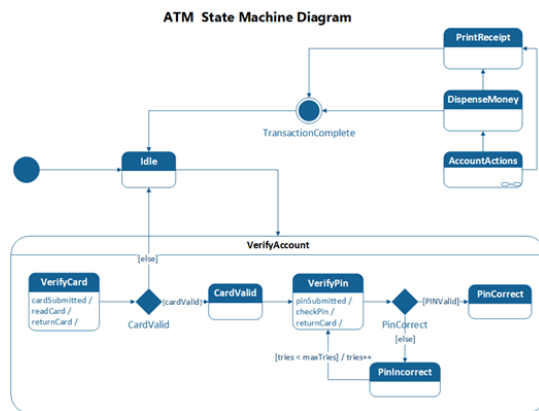 ATM State Machine Diagram
PrintReceipt
DispenseMoney
TransactionComplete
Idle
AccountActions
VerifyAccount
[else]
VerifyCard
cardSubmitted /
readCard /
returnCard /
CardValid
[cardValid]
CardValid
VerifyPin
pinSubmitted /
checkPin /
returnCard /
PinCorrect
[PINValid]
PinCorrect
[else]
[tries < maxTries] / tries++
PinIncorrect